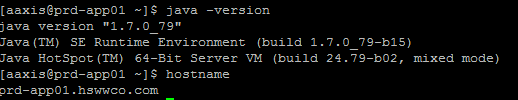 [aaxis@prd-app01 ~]$ java -version
java version "1.7.0_79"
Java(TM) SE Runtime Environment (build 1.7.0_79-b15)
Java HotSpot(TM) 64-Bit Server VM (build 24.79-b02, mixed mode)
[aaxis@prd-app01 ~]$ hostname
prd-app01.hswwco.com